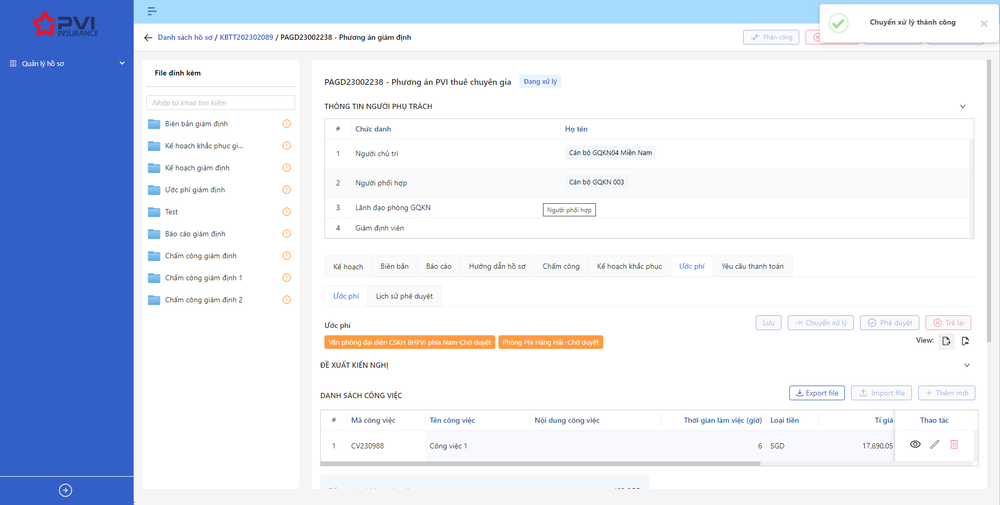 PVI
INSURANCE
Quản lý hồ sơ
Chuyển xử lý thành công
Danh sách hồ sơ / KBTT202302089 / PAGD23002238 - Phương án giám định
Phân công
File đính kèm
Nhập từ khoá tìm kiếm
Biên bản giám định
Kế hoạch khắc phục gi...
Kế hoạch giám định
Ước phí giám định
Test
Báo cáo giám định
Chấm công giám định
Chấm công giám định 1
Chấm công giám định 2
PAGD23002238 - Phương án PVI thuê chuyên gia
Đang xử lý
THÔNG TIN NGƯỜI PHỤ TRÁCH
# Chức danh Họ tên
1 Người chủ trì Cán bộ GQKN04 Miền Nam
2 Người phối hợp Cán bộ GQKN 003
3 Lãnh đạo phòng GQKN
Người phối hợp
4 Giám định viên
Kế hoạch Biên bản Báo cáo Hướng dẫn hồ sơ Chấm công Kế hoạch khắc phục Ước phí Yêu cầu thanh toán
Ước phí Lịch sử phê duyệt
Ước phí
Lưu Chuyển xử lý Phê duyệt Trả lại
Văn phòng đại diện CSKH BHPVI phía Nam-Chờ duyệt Phòng Phi Hàng Hải -Chờ duyệt
View:
ĐỀ XUẤT KIẾN NGHỊ
DANH SÁCH CÔNG VIỆC
Export file Import file + Thêm mới
# Mã công việc Tên công việc Nội dung công việc Thời gian làm việc (giờ) Loại tiền Tỉ giá Thao tác
1 CV230988 Công việc 1 6 SGD 17,690.05